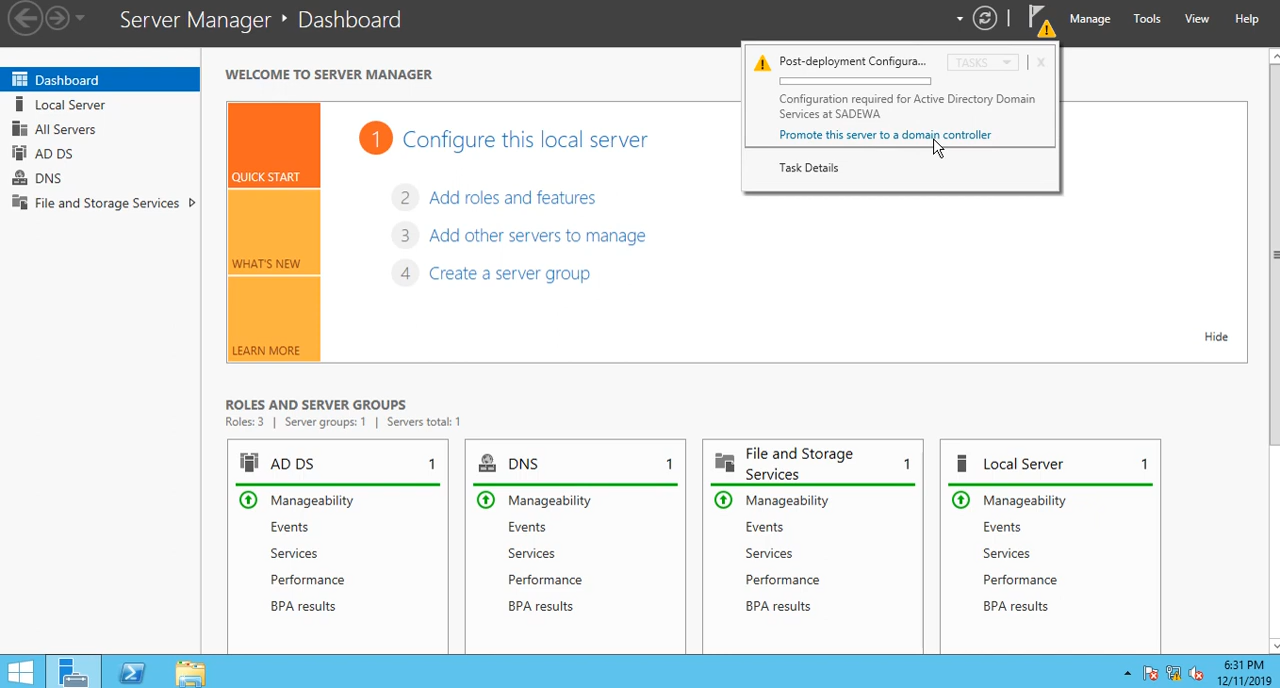 Server Manager ‣ Dashboard
Manage Tools View Help
Dashboard
Local Server
All Servers
AD DS
DNS
File and Storage Services
WELCOME TO SERVER MANAGER
QUICK START
WHAT'S NEW
LEARN MORE
1 Configure this local server
2 Add roles and features
3 Add other servers to manage
4 Create a server group
Hide
Post-deployment Configura... TASKS X
Configuration required for Active Directory Domain
Services at SADEWA
Promote this server to a domain controller
Task Details
ROLES AND SERVER GROUPS
Roles: 3 | Server groups: 1 | Servers total: 1
AD DS 1
Manageability
Events
Services
Performance
BPA results
DNS 1
Manageability
Events
Services
Performance
BPA results
File and Storage
Services 1
Manageability
Events
Services
Performance
BPA results
Local Server 1
Manageability
Events
Services
Performance
BPA results
6:31 PM
12/11/2019